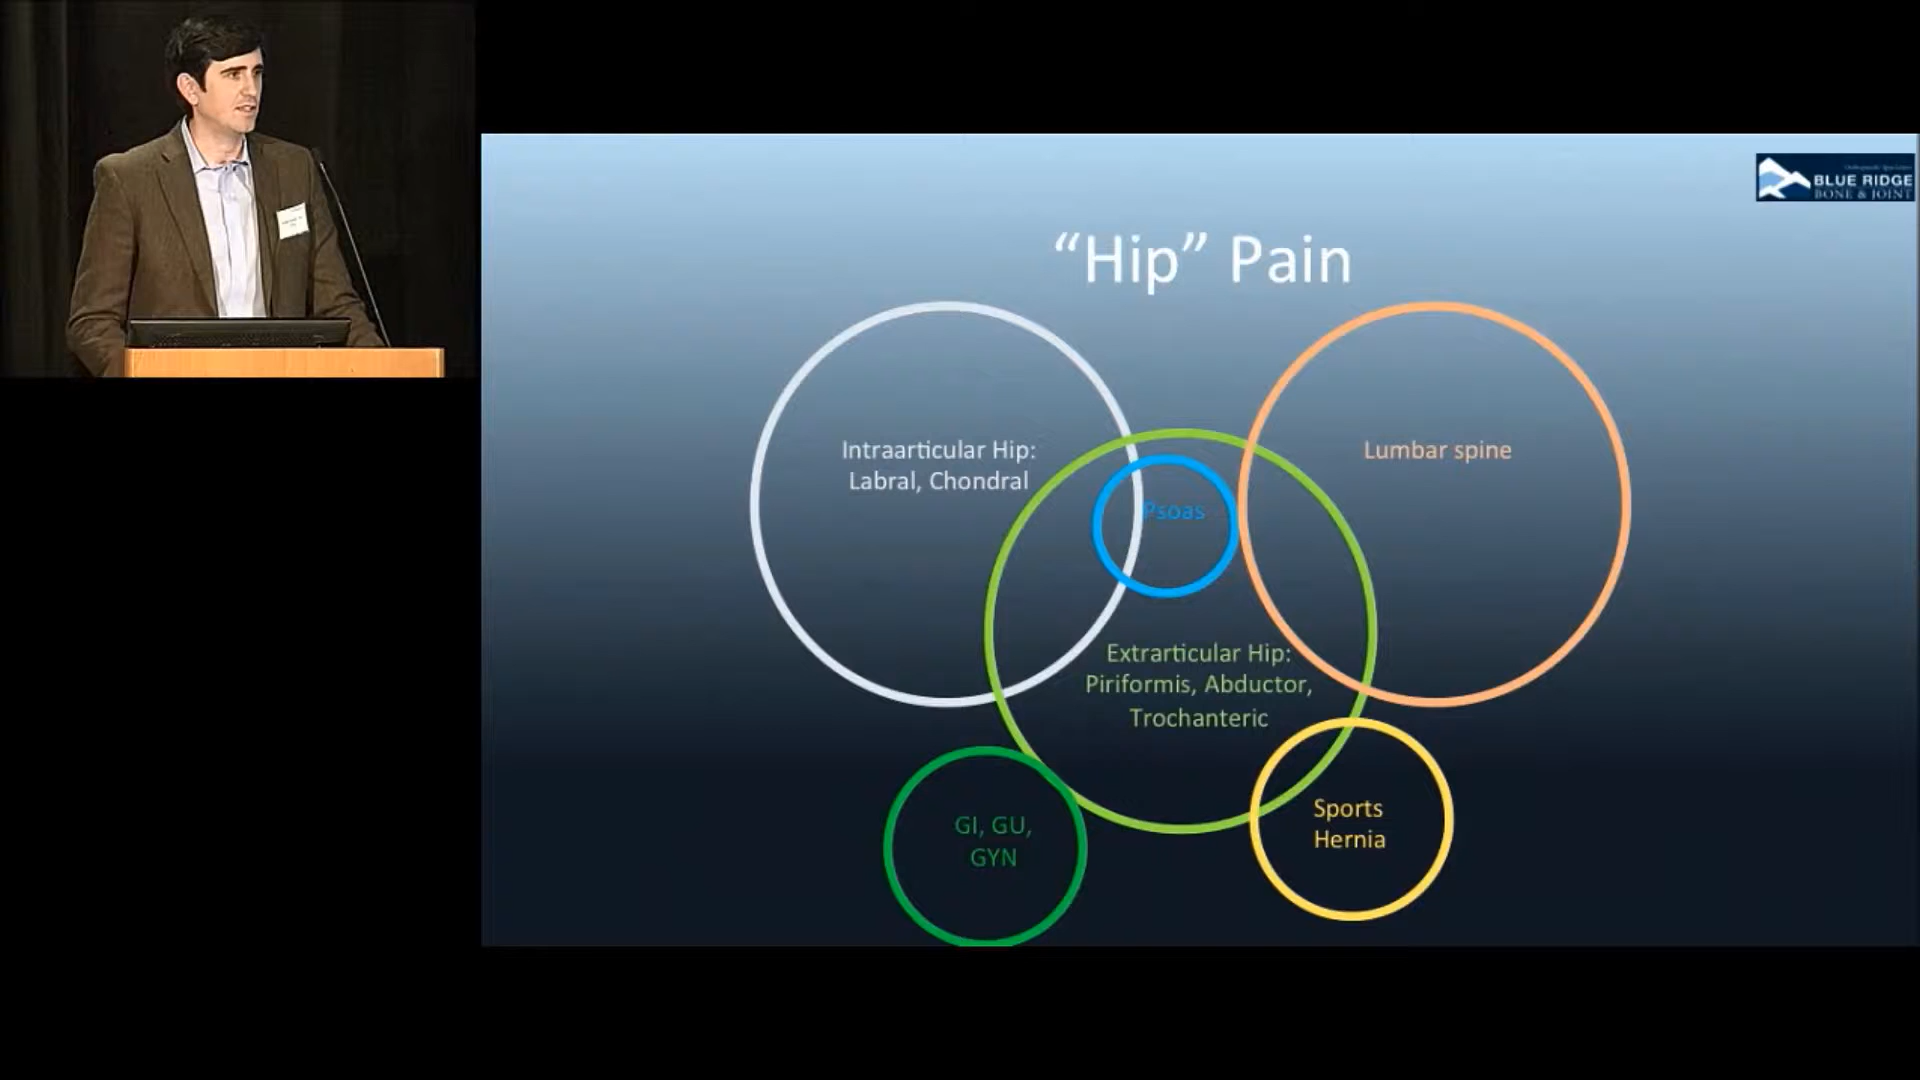 BLUE RIDGE
BONE & JOINT
“Hip” Pain
Intraarticular Hip:
Labral, Chondral
Lumbar spine
Psoas
Extrarticular Hip:
Piriformis, Abductor,
Trochanteric
GI, GU,
GYN
Sports
Hernia